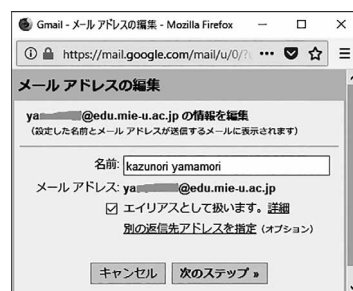 Gmail - メール アドレスの編集 - Mozilla Firefox
https://mail.google.com/mail/u/0/?
メール アドレスの編集
ya @edu.mie-u.ac.jp の情報を編集
(設定した名前とメール アドレスが送信するメールに表示されます)
名前: kazunori yamamori
メール アドレス: ya @edu.mie-u.ac.jp
エイリアスとして扱います。詳細
別の返信先アドレスを指定 (オプション)
キャンセル 次のステップ »